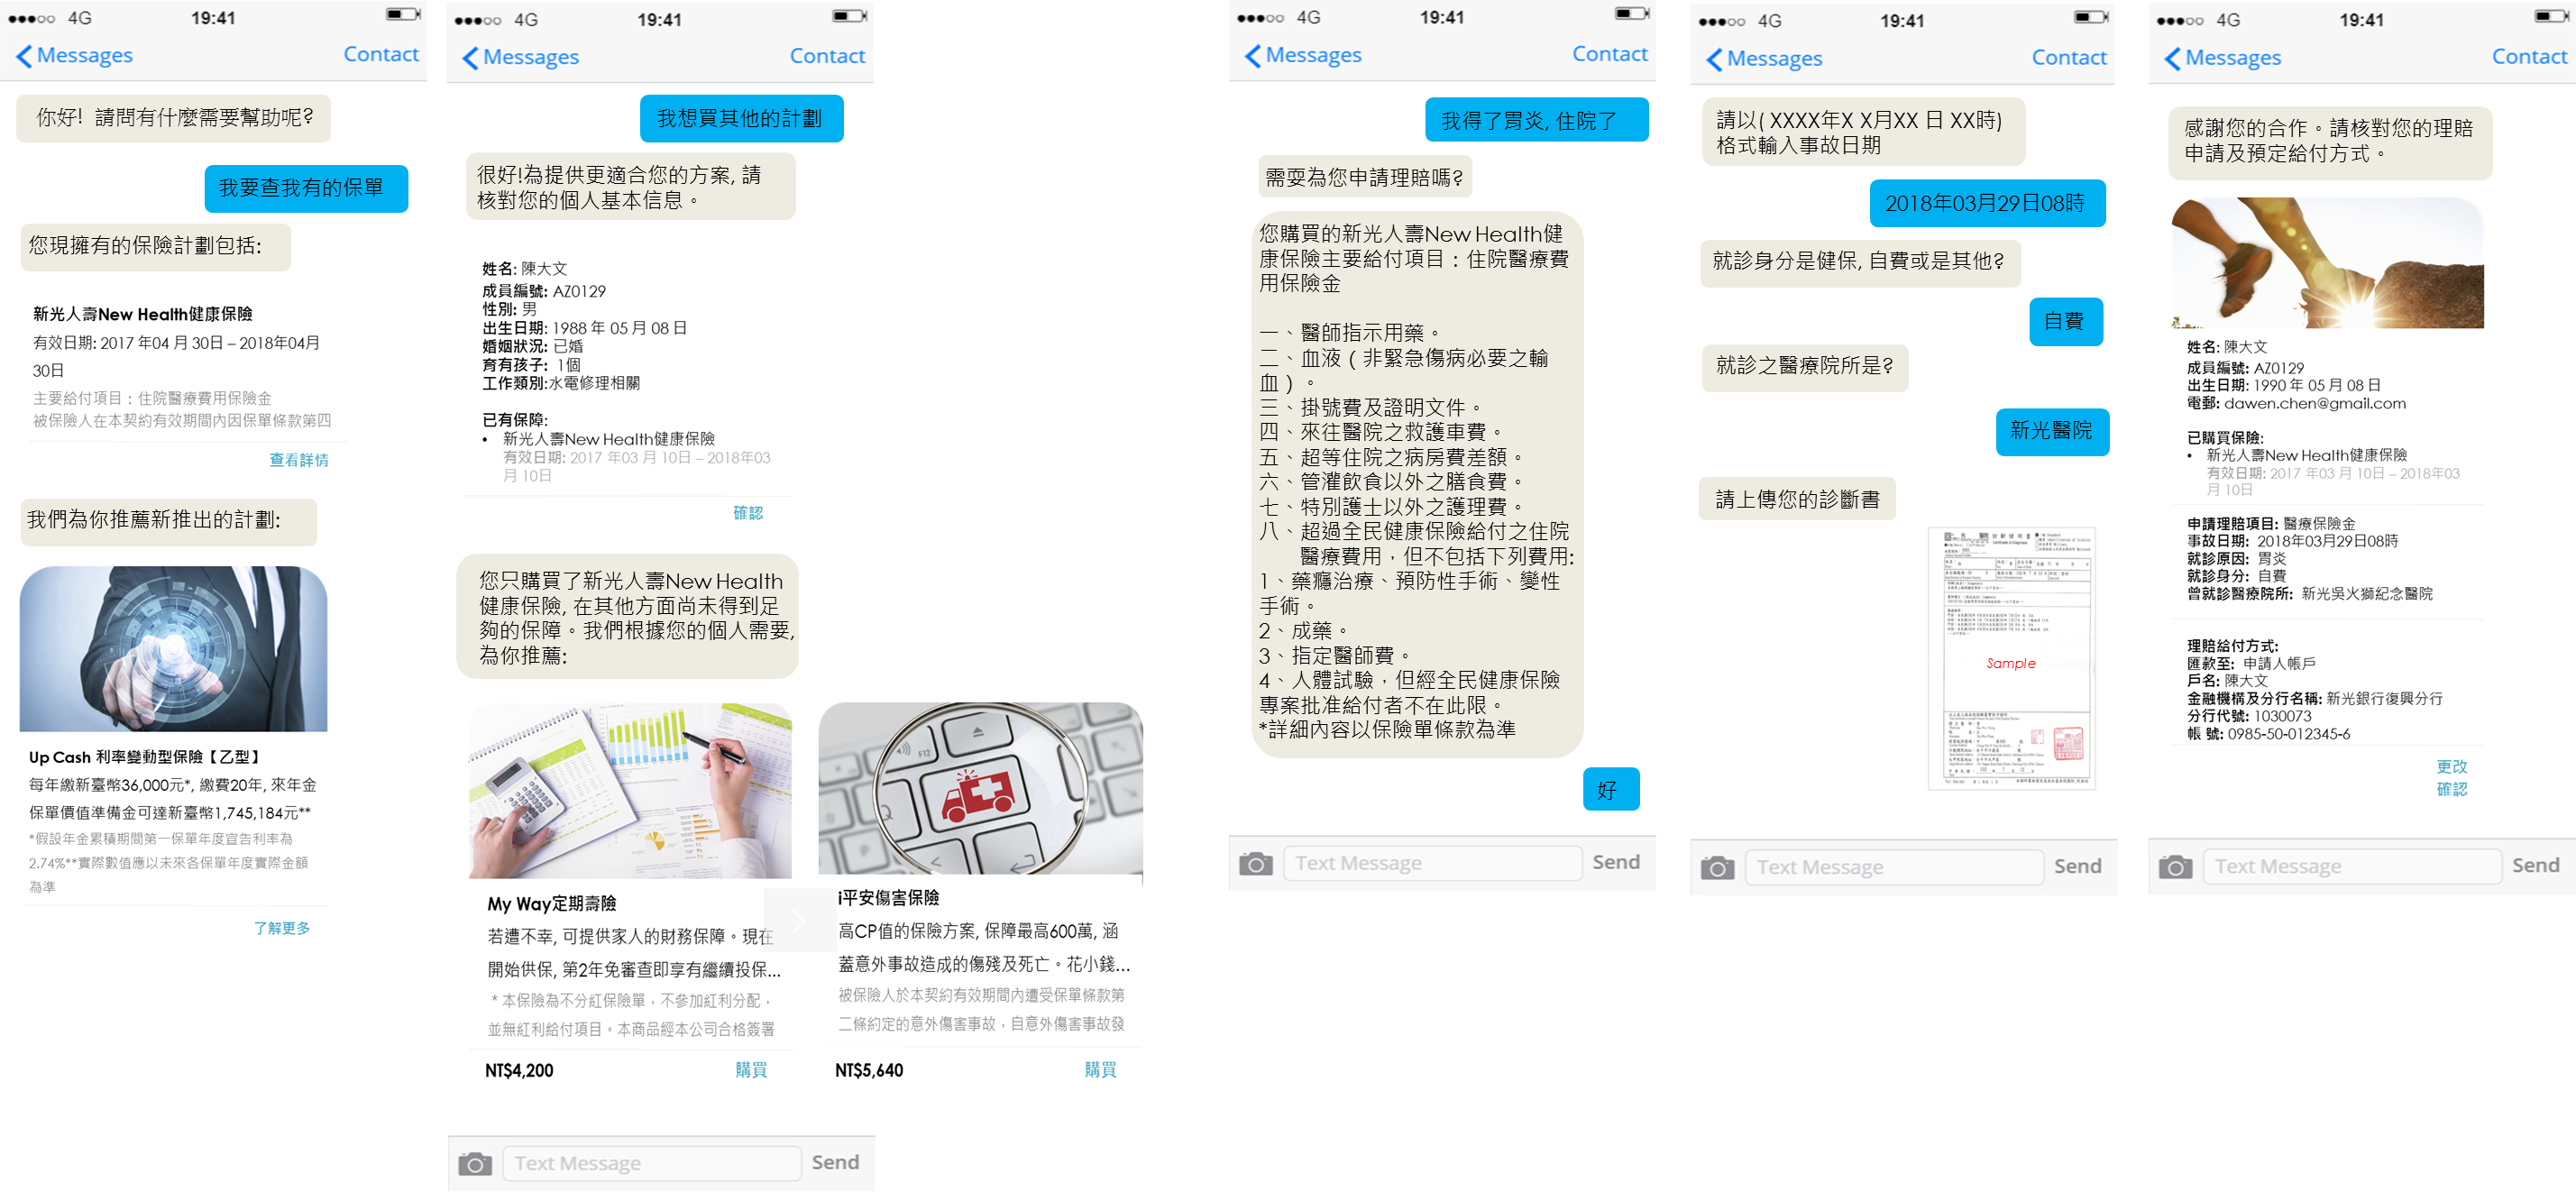 4G 19:41
Messages Contact
你好! 請問有什麼需要幫助呢?
我要查我有的保單
您現擁有的保險計劃包括:
新光人壽New Health健康保險
有效日期: 2017 年04 月 30日 – 2018年04月
30日
主要給付項目：住院醫療費用保險金
被保險人在本契約有效期間內因保單條款第四
查看詳情
我們為你推薦新推出的計劃:
Up Cash 利率變動型保險【乙型】
每年繳新臺幣36,000元*, 繳費20年, 來年金
保單價值準備金可達新臺幣1,745,184元**
*假設年金累積期間第一保單年度宣告利率為
2.74%**實際數值應以未來各保單年度實際金額
為準
了解更多
4G 19:41
Messages Contact
我想買其他的計劃
很好!為提供更適合您的方案, 請
核對您的個人基本信息。
姓名: 陳大文
成員編號: AZ0129
性別: 男
出生日期: 1988 年 05 月 08 日
婚姻狀況: 已婚
育有孩子: 1個
工作類別:水電修理相關
已有保障:
• 新光人壽New Health健康保險
有效日期: 2017 年03 月 10日 – 2018年03
月 10日
確認
您只購買了新光人壽New Health
健康保險, 在其他方面尚未得到足
夠的保障。我們根據您的個人需要,
為你推薦:
My Way定期壽險
若遭不幸, 可提供家人的財務保障。現在
開始供保, 第2年免審查即享有繼續投保...
* 本保險為不分紅保險單，不參加紅利分配，
並無紅利給付項目。本商品經本公司合格簽署
NT$4,200 購買
i平安傷害保險
高CP值的保險方案, 保障最高600萬, 涵
蓋意外事故造成的傷殘及死亡。花小錢...
被保險人於本契約有效期間內遭受保單條款第
二條約定的意外傷害事故，自意外傷害事故發
NT$5,640 購買
Text Message Send
4G 19:41
Messages Contact
我得了胃炎, 住院了
需要為您申請理賠嗎?
您購買的新光人壽New Health健
康保險主要給付項目：住院醫療費
用保險金
一、醫師指示用藥。
二、血液（非緊急傷病必要之輸
血）。
三、掛號費及證明文件。
四、來往醫院之救護車費。
五、超等住院之病房費差額。
六、管灌飲食以外之膳食費。
七、特別護士以外之護理費。
八、超過全民健康保險給付之住院
醫療費用，但不包括下列費用:
1、藥癮治療、預防性手術、變性
手術。
2、成藥。
3、指定醫師費。
4、人體試驗，但經全民健康保險
專案批准給付者不在此限。
*詳細內容以保險單條款為準
好
Text Message Send
4G 19:41
Messages Contact
請以( XXXX年X X月XX 日 XX時)
格式輸入事故日期
2018年03月29日08時
就診身分是健保, 自費或是其他?
自費
就診之醫療院所是?
新光醫院
請上傳您的診斷書
Sample
Text Message Send
4G 19:41
Messages Contact
感謝您的合作。請核對您的理賠
申請及預定給付方式。
姓名: 陳大文
成員編號: AZ0129
出生日期: 1990 年 05 月 08 日
電郵: dawen.chen@gmail.com
已購買保險:
• 新光人壽New Health健康保險
有效日期: 2017 年03 月 10日 – 2018年03
月 10日
申請理賠項目: 醫療保險金
事故日期: 2018年03月29日08時
就診原因: 胃炎
就診身分: 自費
曾就診醫療院所: 新光吳火獅紀念醫院
理賠給付方式:
匯款至: 申請人帳戶
戶名: 陳大文
金融機構及分行名稱: 新光銀行復興分行
分行代號: 1030073
帳 號: 0985-50-012345-6
更改
確認
Text Message Send